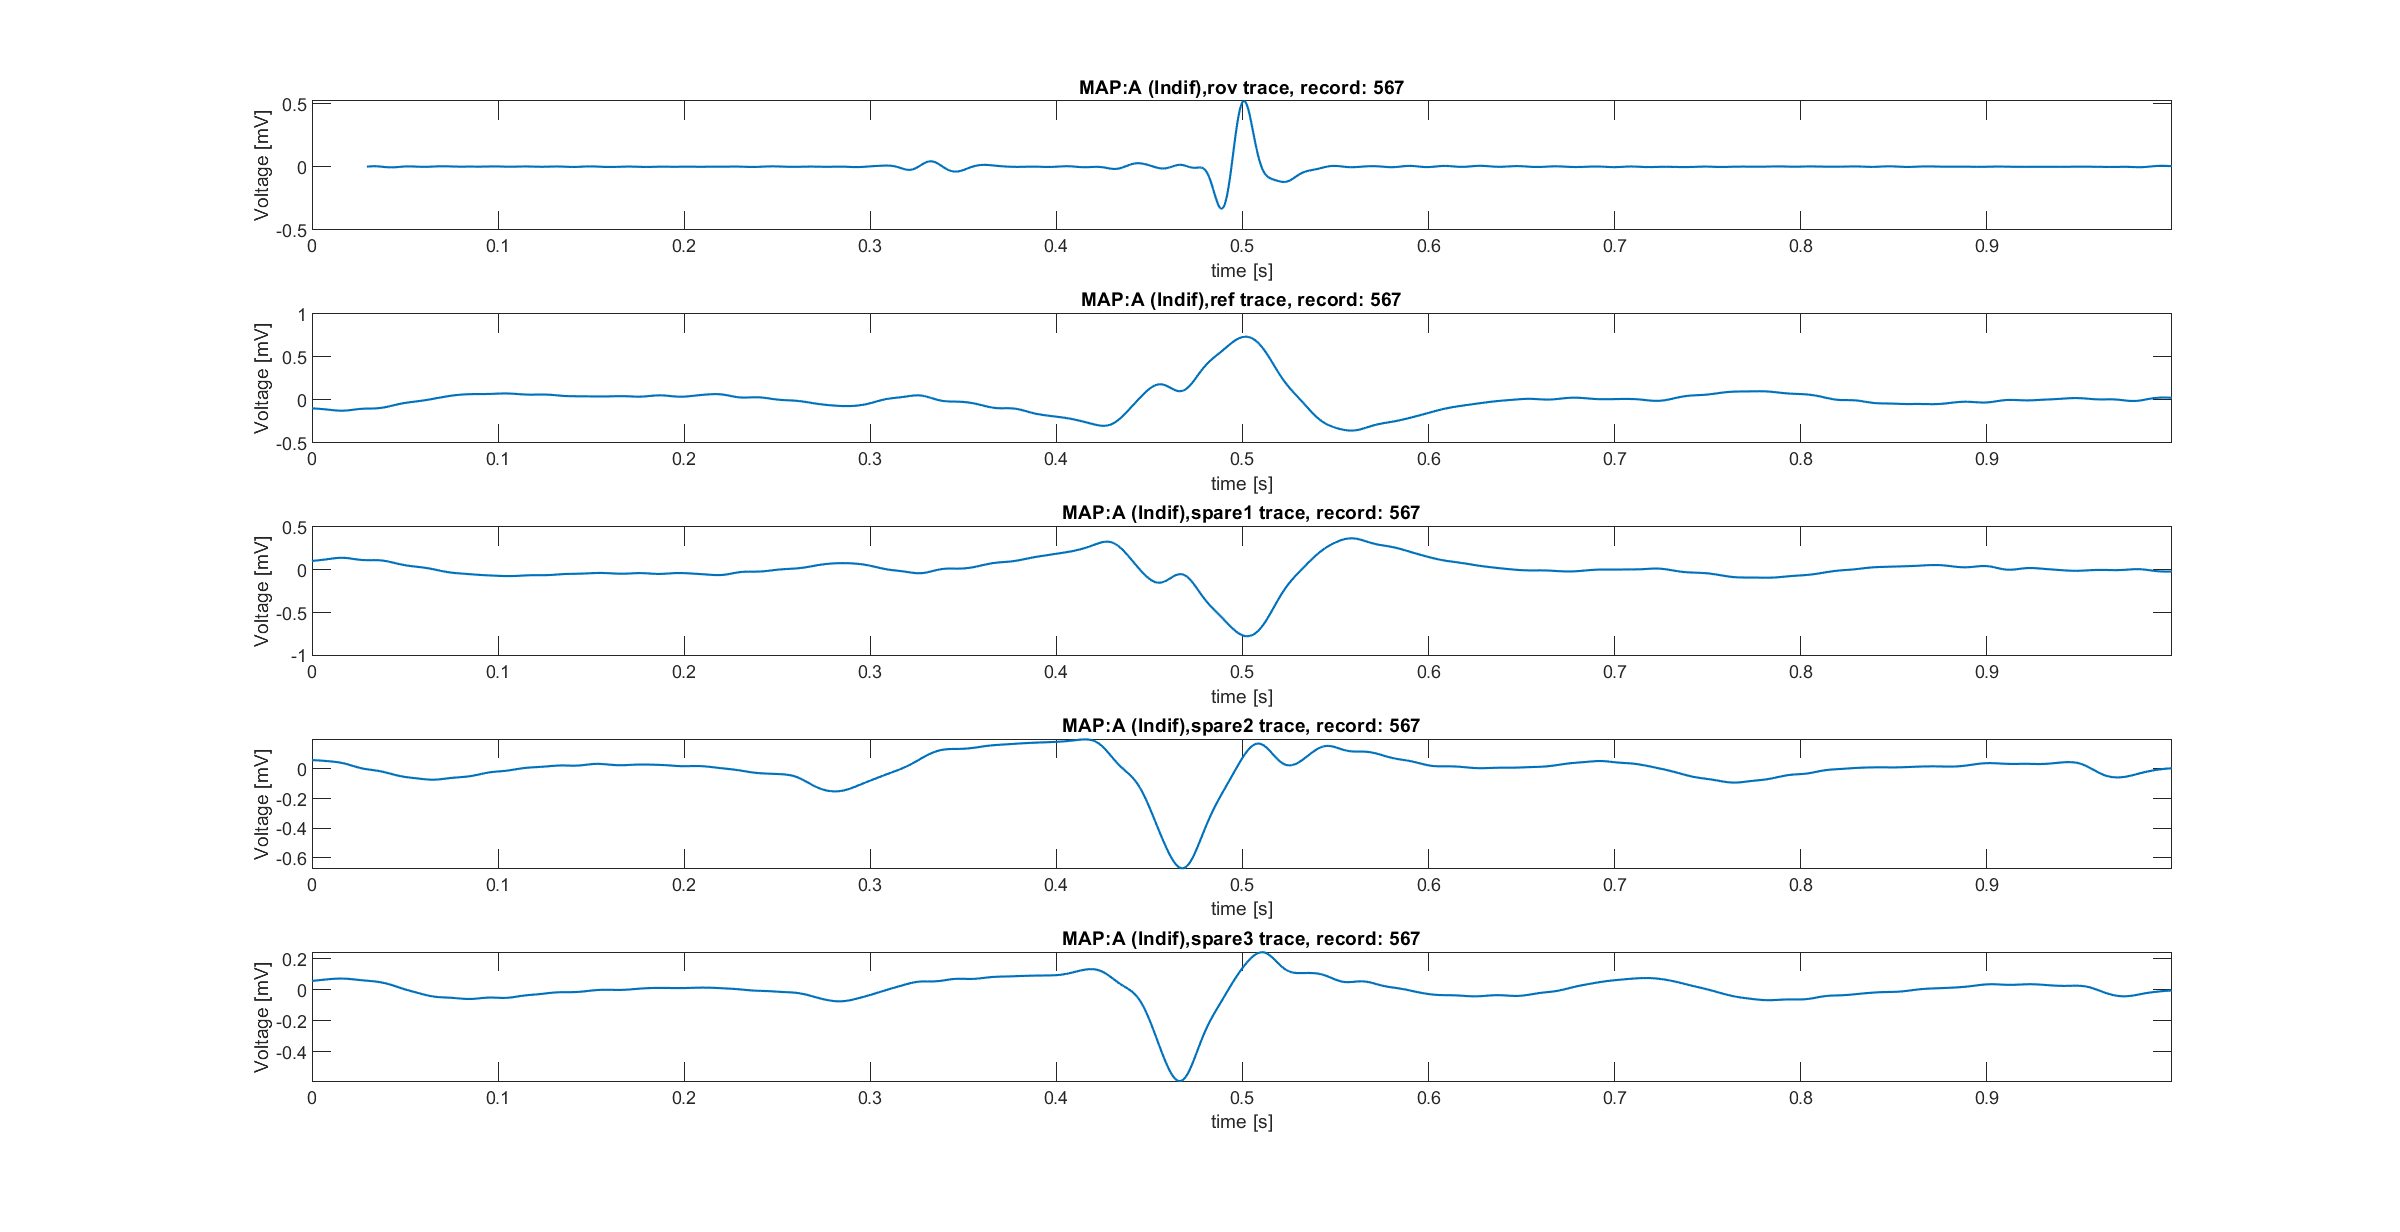 MAP:A (Indif),rov trace, record: 567
Voltage [mV]
0.5
0
-0.5
0 0.1 0.2 0.3 0.4 0.5 0.6 0.7 0.8 0.9
time [s]
MAP:A (Indif),ref trace, record: 567
Voltage [mV]
1
0.5
0
-0.5
0 0.1 0.2 0.3 0.4 0.5 0.6 0.7 0.8 0.9
time [s]
MAP:A (Indif),spare1 trace, record: 567
Voltage [mV]
0.5
0
-0.5
-1
0 0.1 0.2 0.3 0.4 0.5 0.6 0.7 0.8 0.9
time [s]
MAP:A (Indif),spare2 trace, record: 567
Voltage [mV]
0
-0.2
-0.4
-0.6
0 0.1 0.2 0.3 0.4 0.5 0.6 0.7 0.8 0.9
time [s]
MAP:A (Indif),spare3 trace, record: 567
Voltage [mV]
0.2
0
-0.2
-0.4
0 0.1 0.2 0.3 0.4 0.5 0.6 0.7 0.8 0.9
time [s]